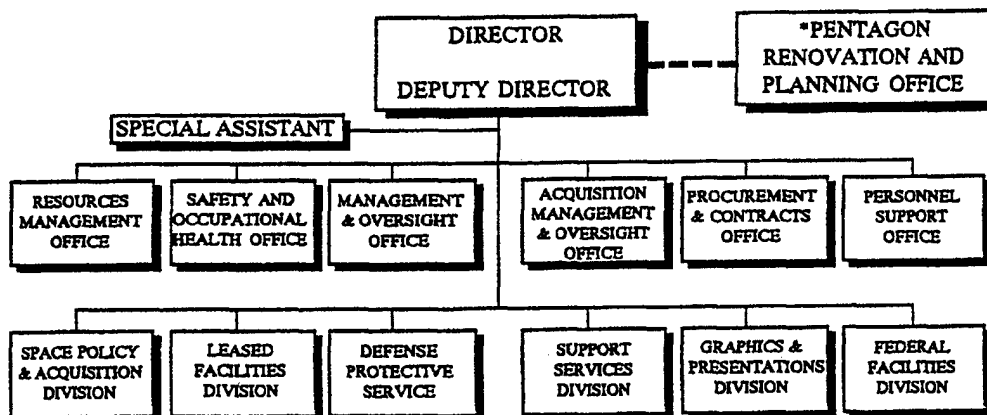 DIRECTOR
DEPUTY DIRECTOR
*PENTAGON
RENOVATION AND
PLANNING OFFICE
SPECIAL ASSISTANT
RESOURCES
MANAGEMENT
OFFICE
SAFETY AND
OCCUPATIONAL
HEALTH OFFICE
MANAGEMENT
& OVERSIGHT
OFFICE
ACQUISITION
MANAGEMENT
& OVERSIGHT
OFFICE
PROCUREMENT
& CONTRACTS
OFFICE
PERSONNEL
SUPPORT
OFFICE
SPACE POLICY
& ACQUISITION
DIVISION
LEASED
FACILITIES
DIVISION
DEFENSE
PROTECTIVE
SERVICE
SUPPORT
SERVICES
DIVISION
GRAPHICS &
PRESENTATIONS
DIVISION
FEDERAL
FACILITIES
DIVISION